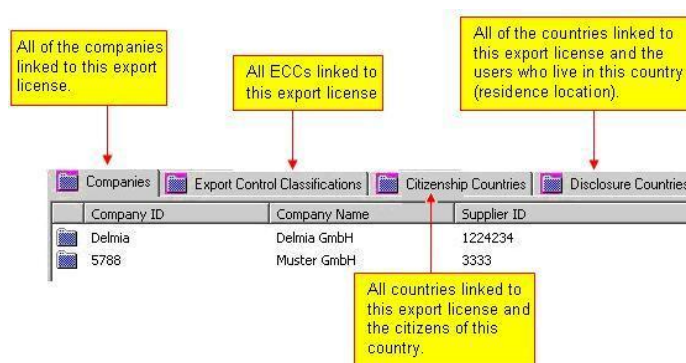 All of the companies
linked to this export
license.
All ECCs linked to
this export license
All of the countries linked to
this export license and the
users who live in this country
(residence location).
Companies Export Control Classifications Citizenship Countries Disclosure Countries
Company ID Company Name Supplier ID
Delmia Delmia GmbH 1224234
5788 Muster GmbH 3333
All countries linked to
this export license and
the citizens of this
country.